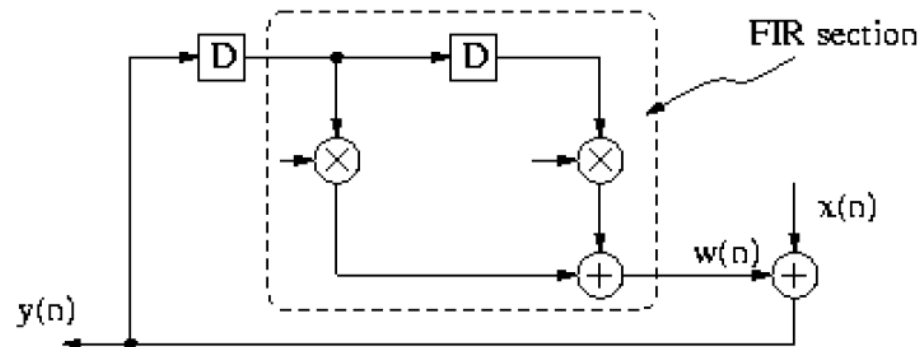 D
D
FIR section
x(n)
w(n)
y(n)